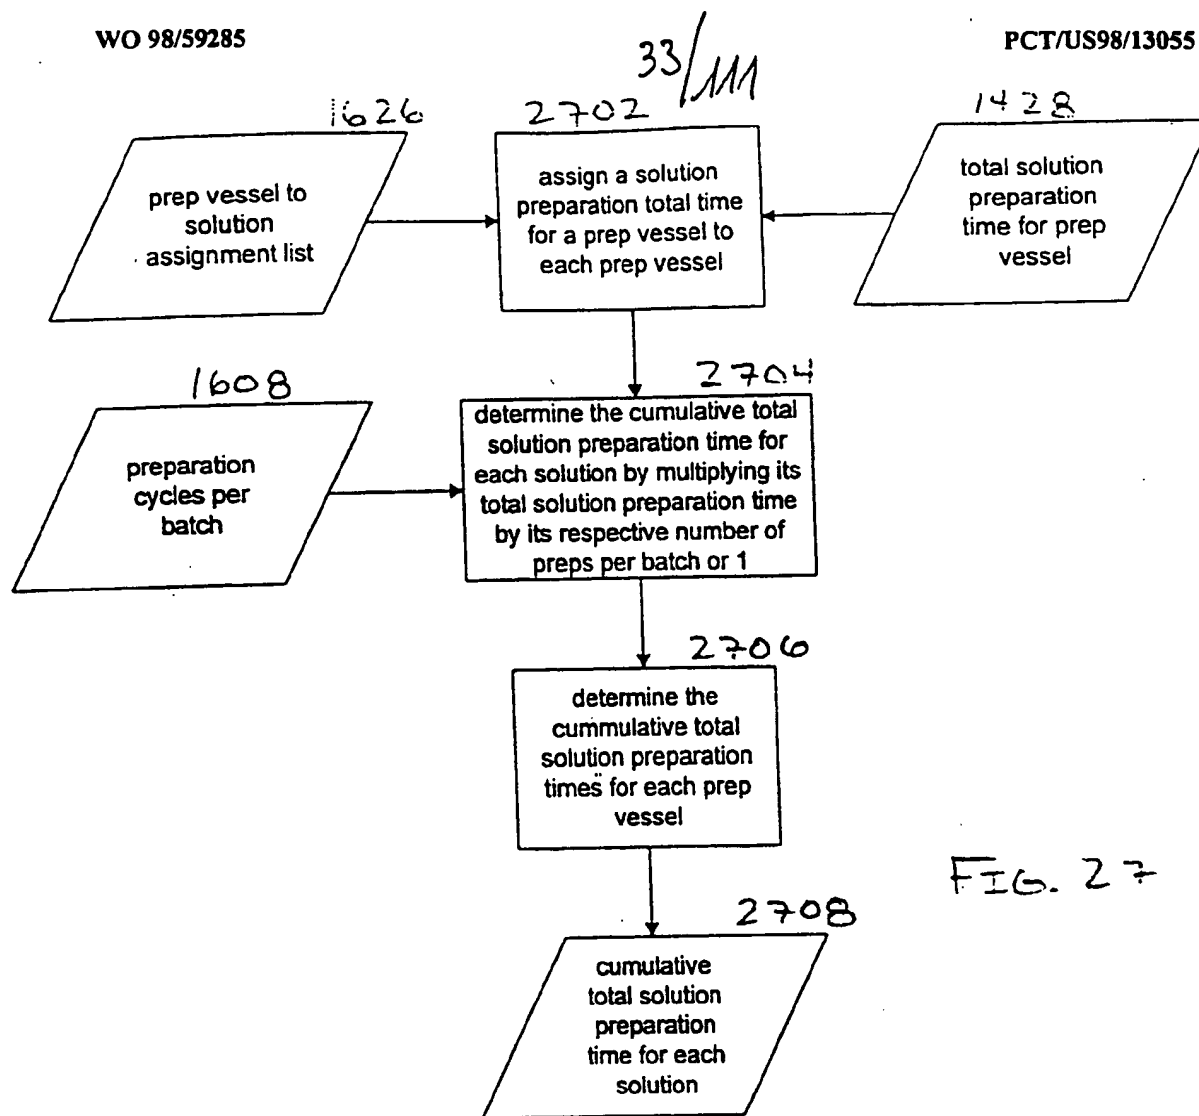 WO 98/59285
PCT/US98/13055
33/111
1626
prep vessel to
solution
assignment list
2702
assign a solution
preparation total time
for a prep vessel to
each prep vessel
1428
total solution
preparation
time for prep
vessel
1608
preparation
cycles per
batch
2704
determine the cumulative total
solution preparation time for
each solution by multiplying its
total solution preparation time
by its respective number of
preps per batch or 1
2706
determine the
cummulative total
solution preparation
times for each prep
vessel
FIG. 27
2708
cumulative
total solution
preparation
time for each
solution